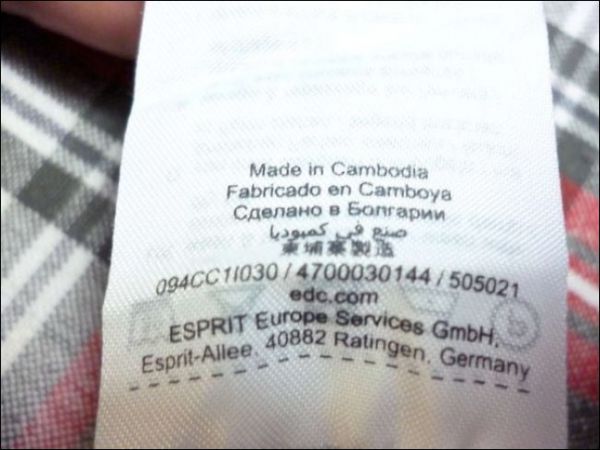 Made in Cambodia
Fabricado en Camboya
Сделано в Болгарии
صنع في كمبوديا
柬埔寨製造
094CC1I030 / 4700030144 / 505021
edc.com
ESPRIT Europe Services GmbH,
Esprit-Allee, 40882 Ratingen, Germany